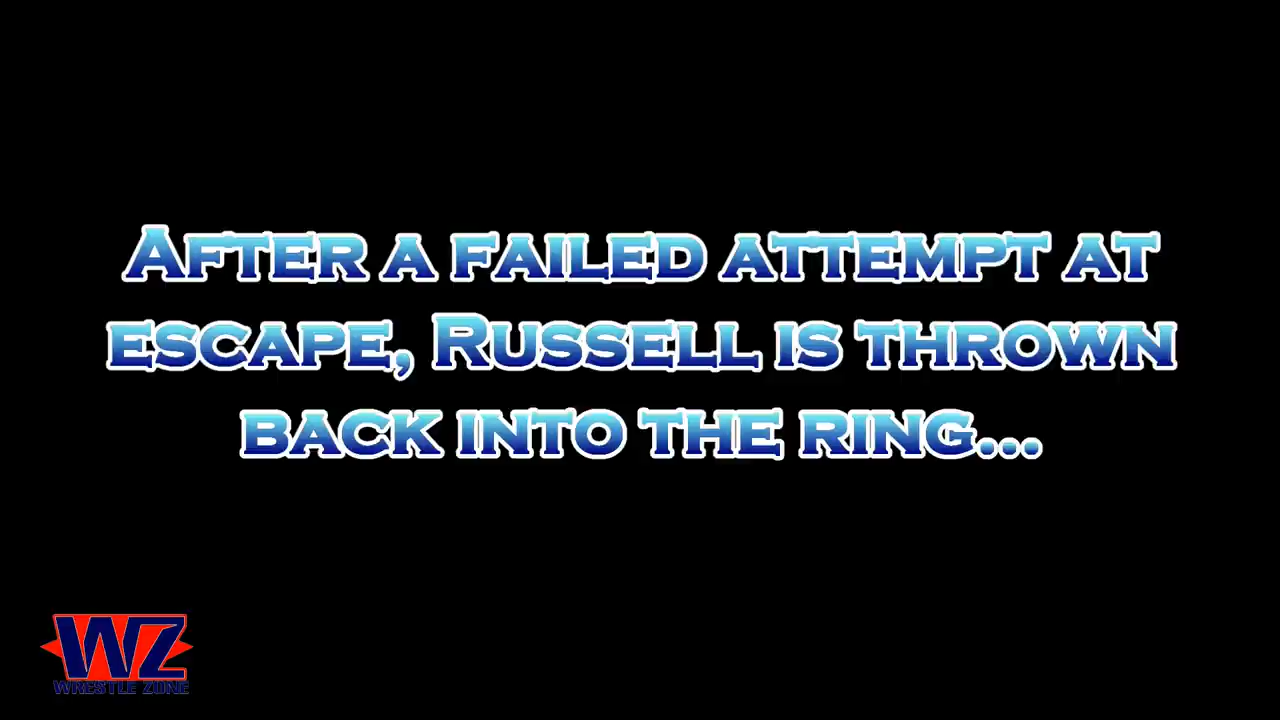 After a failed attempt at
escape, Russell is thrown
back into the ring...
WZ
WRESTLE ZONE